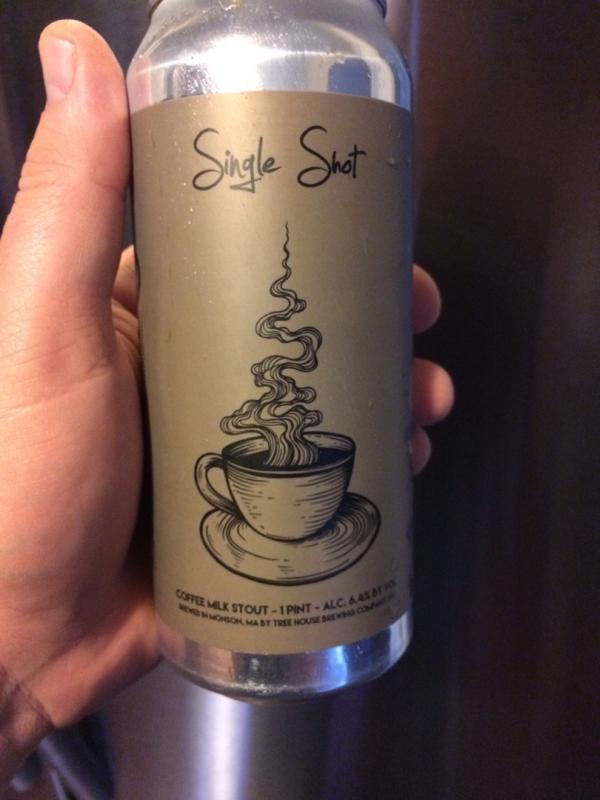 Single Shot
COFFEE MILK STOUT - 1 PINT - ALC. 6.4% BY VOL
BREWED IN MONSON, MA BY TREE HOUSE BREWING COMPANY